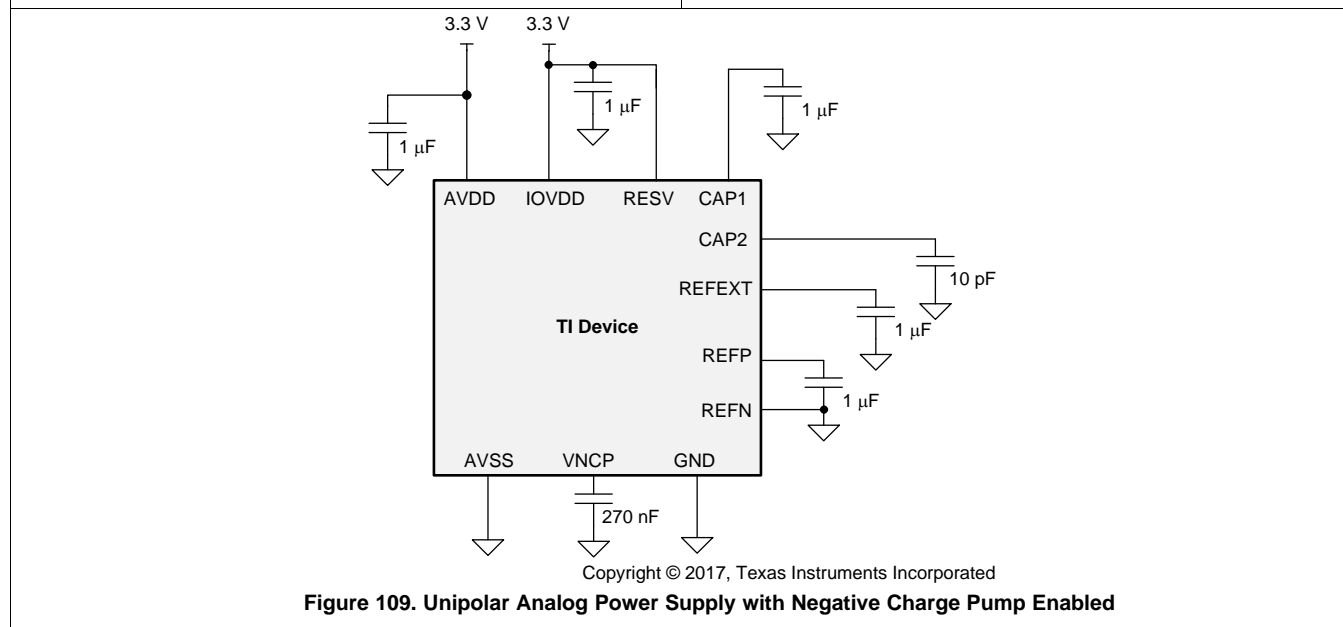 3.3 V 3.3 V
1 μF
1 μF
1 μF
AVDD IOVDD RESV CAP1
CAP2
10 pF
REFEXT
1 μF
TI Device
REFP
1 μF
REFN
AVSS VNCP GND
270 nF
Copyright © 2017, Texas Instruments Incorporated
Figure 109. Unipolar Analog Power Supply with Negative Charge Pump Enabled